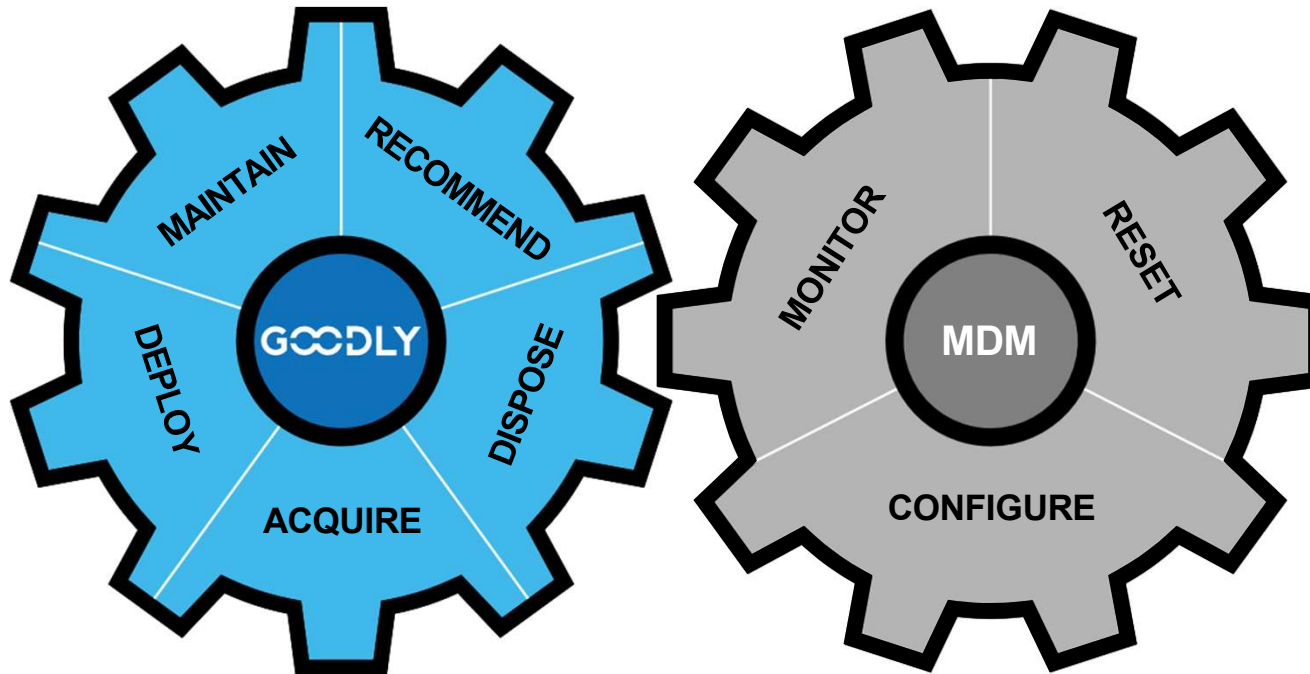 MAINTAIN
RECOMMEND
DEPLOY
GOODLY
DISPOSE
ACQUIRE
MONITOR
RESET
MDM
CONFIGURE